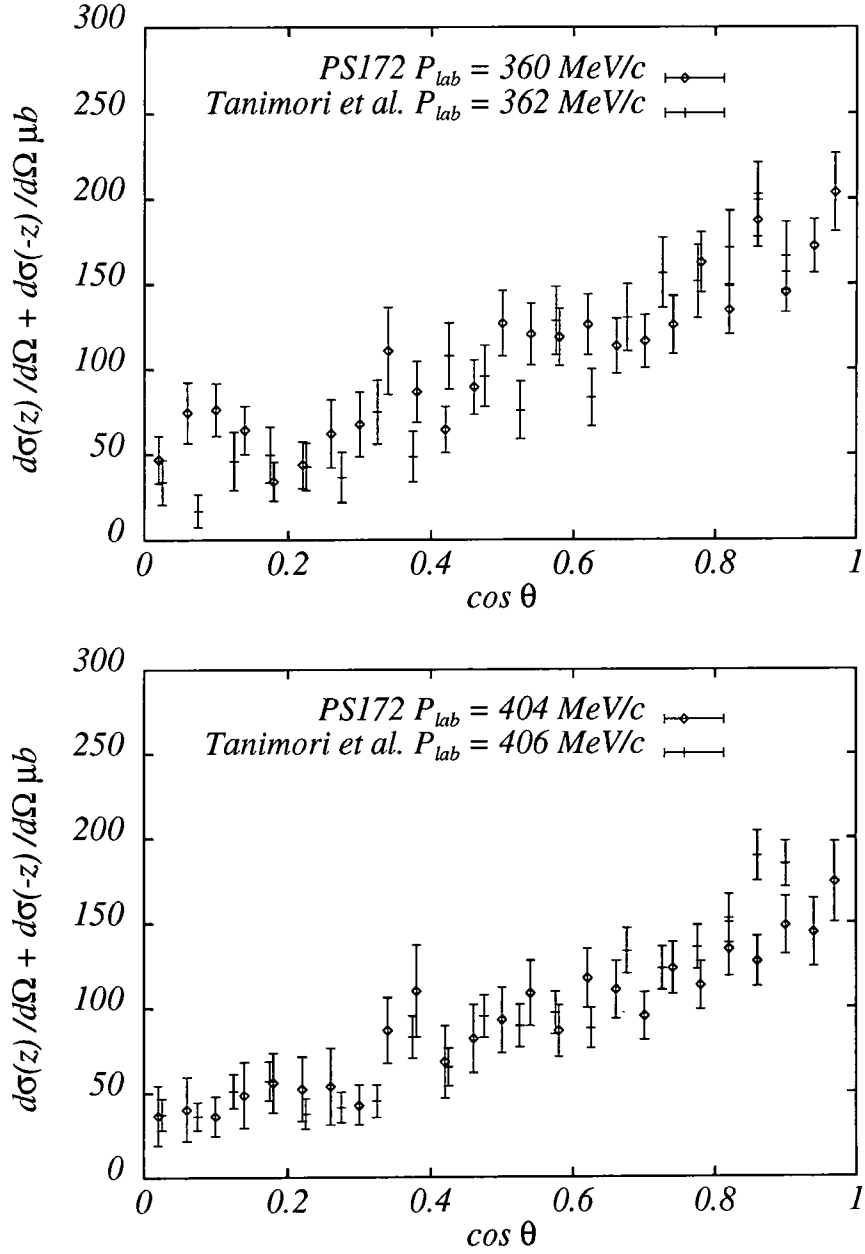 300
250
200
150
100
50
0
dσ(z)/dΩ + dσ(-z)/dΩ μb
PS172 P_lab = 360 MeV/c
Tanimori et al. P_lab = 362 MeV/c
0 0.2 0.4 0.6 0.8 1
cos θ
300
250
200
150
100
50
0
dσ(z)/dΩ + dσ(-z)/dΩ μb
PS172 P_lab = 404 MeV/c
Tanimori et al. P_lab = 406 MeV/c
0 0.2 0.4 0.6 0.8 1
cos θ